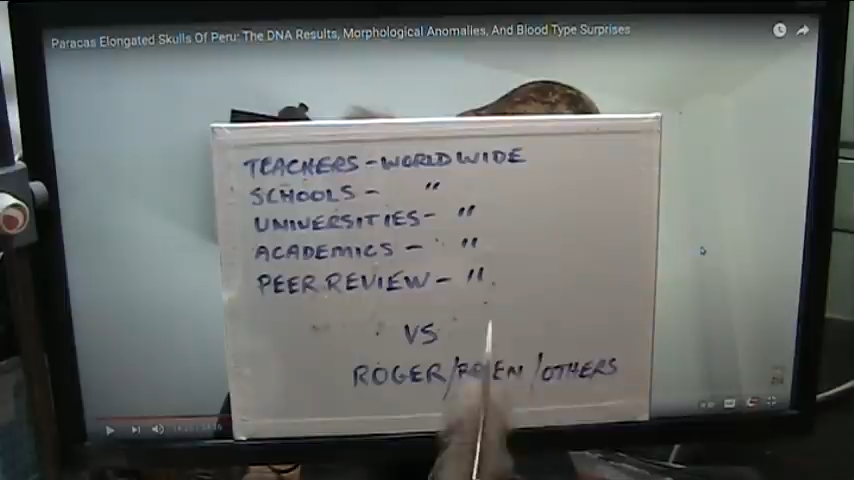 Paracas Elongated Skulls Of Peru: The DNA Results, Morphological Anomalies, And Blood Type Surprises
TEACHERS - WORLDWIDE
SCHOOLS - "
UNIVERSITIES - "
ACADEMICS - "
PEER REVIEW - "
VS
ROGER/ /OTHERS